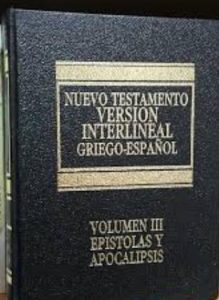 NUEVO TESTAMENTO
VERSION
INTERLINEAL
GRIEGO-ESPAÑOL
VOLUMEN III
EPISTOLAS Y
APOCALIPSIS